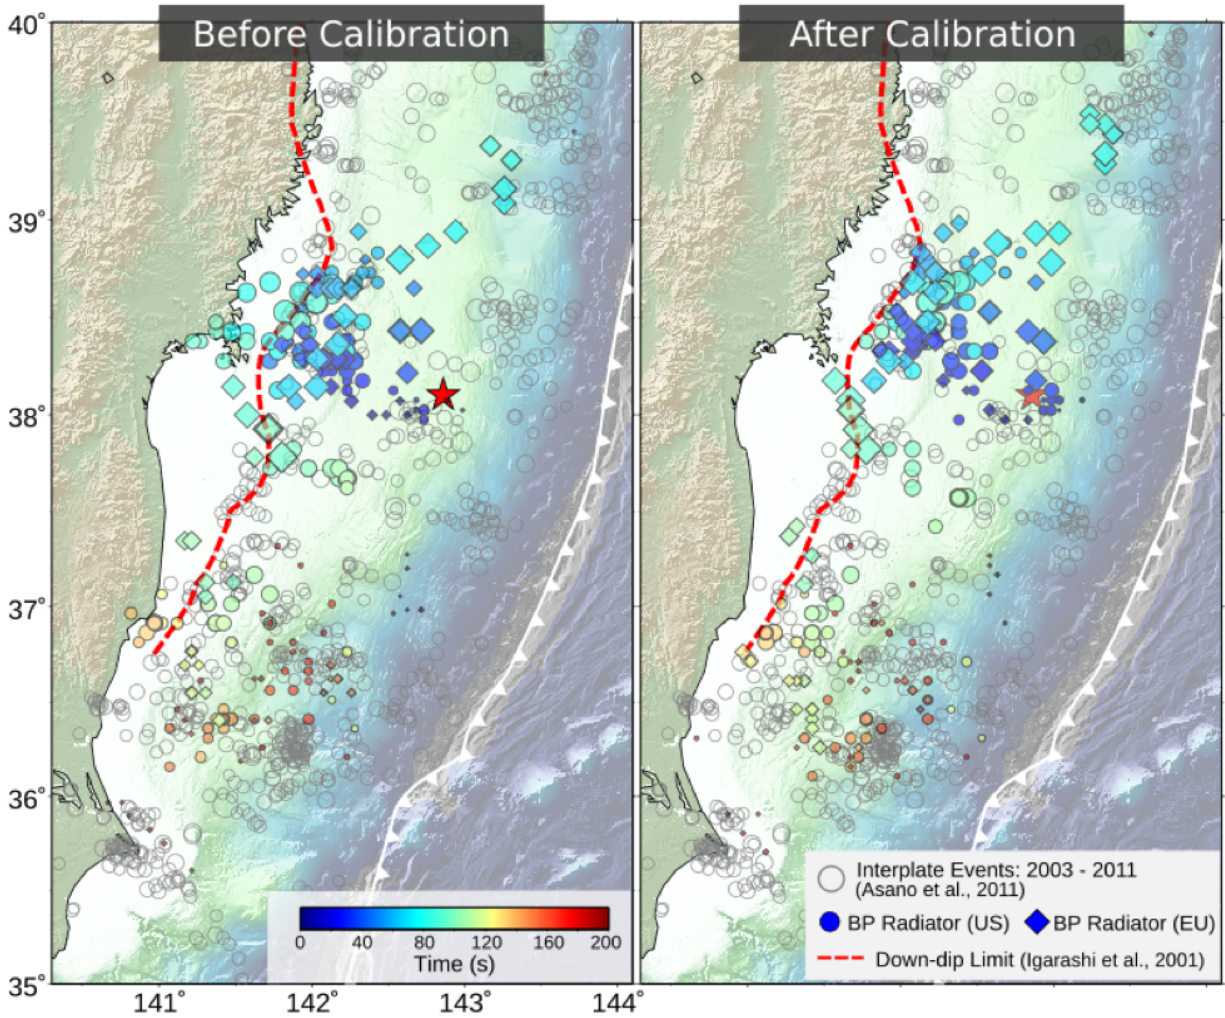 Before Calibration
After Calibration
40°
39°
38°
37°
36°
35°
141°
142°
143°
144°
0
40
80
120
160
200
Time (s)
Interplate Events: 2003 - 2011
(Asano et al., 2011)
BP Radiator (US)
BP Radiator (EU)
Down-dip Limit (Igarashi et al., 2001)